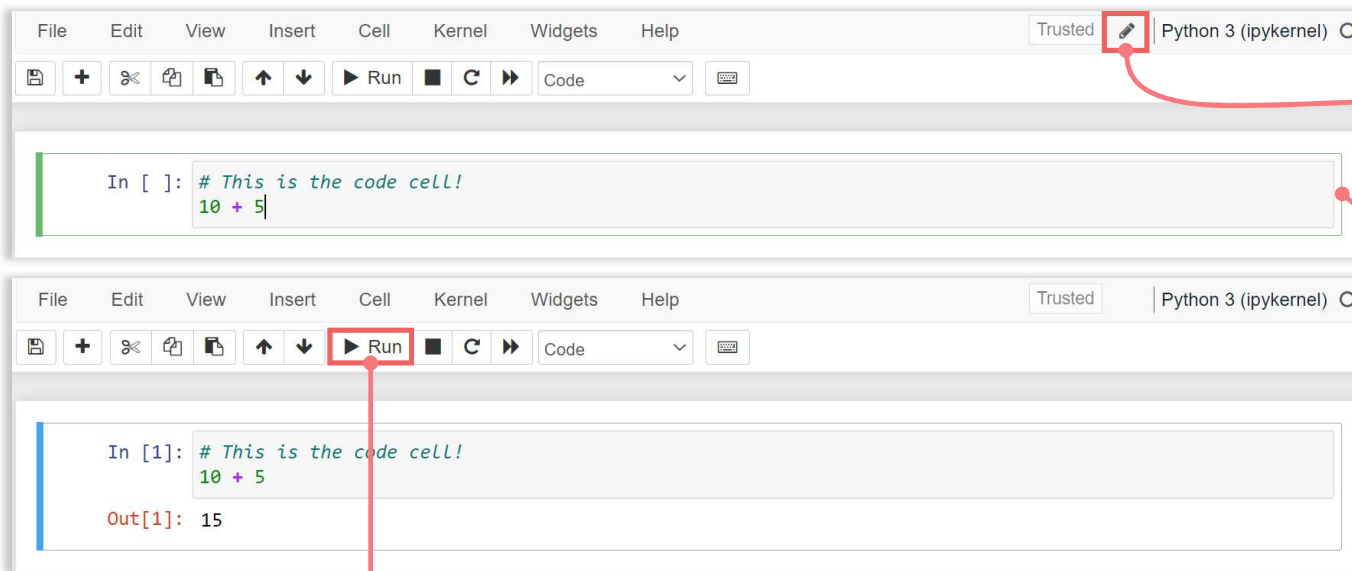 File Edit View Insert Cell Kernel Widgets Help Trusted Python 3 (ipykernel)
Run Code
In [ ]: # This is the code cell!
10 + 5
File Edit View Insert Cell Kernel Widgets Help Trusted Python 3 (ipykernel)
Run Code
In [1]: # This is the code cell!
10 + 5
Out[1]: 15